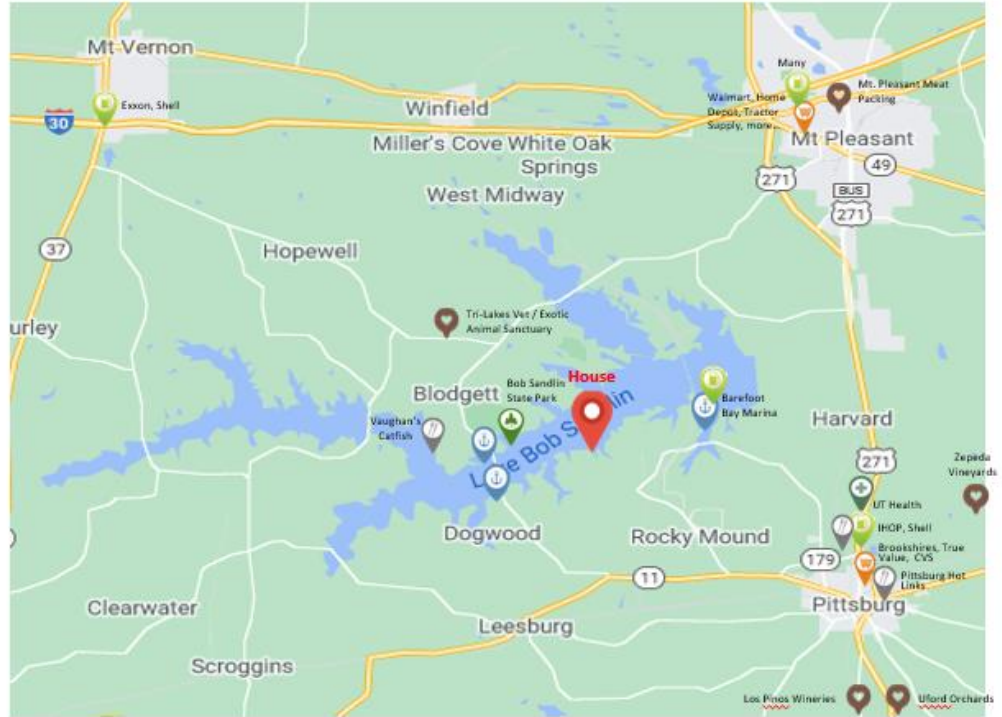 Mt Vernon
Many
Mt. Pleasant Meat
Packing
Exxon, Shell
Winfield
Walmart, Home
Depot, Tractor
Supply, more..
30
Miller's Cove White Oak
Springs
Mt Pleasant
49
West Midway
271
BUS
271
37
Hopewell
urley
Tri-Lakes Vet / Exotic
Animal Sanctuary
House
Blodgett
Bob Sandlin
State Park
Barefoot
Bay Marina
Vaughan's
Catfish
Harvard
271
Zepeda
Vineyards
UT Health
Dogwood
Rocky Mound
IHOP, Shell
179
Brookshires, True
Value, CVS
11
Pittsburg Hot
Links
Pittsburg
Clearwater
Leesburg
Scroggins
Los Pinos Wineries
Uford Orchards